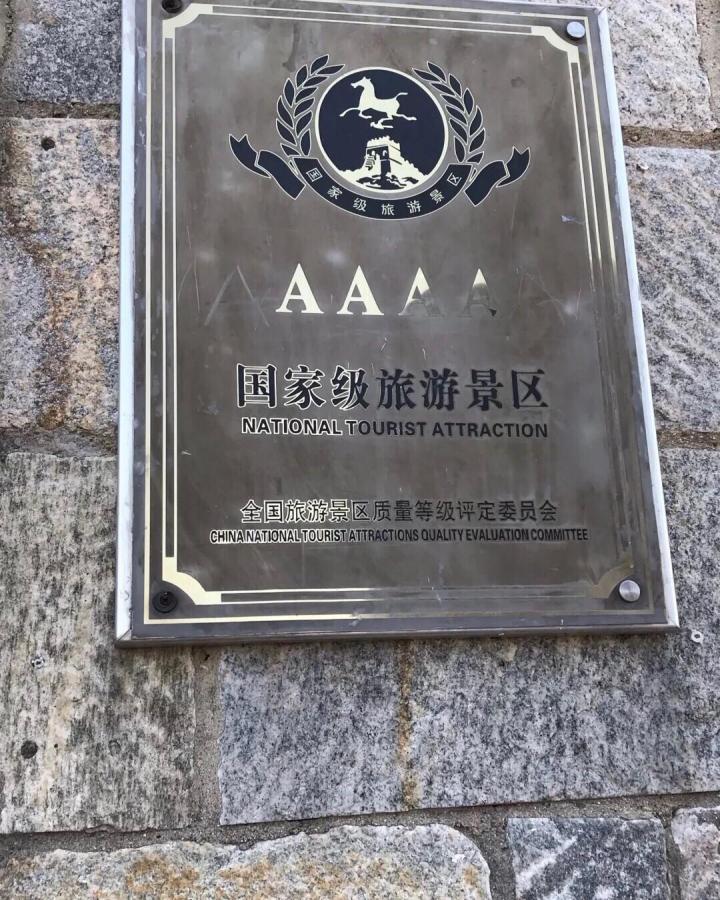 国家级旅游景区
AAAA
国家级旅游景区
NATIONAL TOURIST ATTRACTION
全国旅游景区质量等级评定委员会
CHINA NATIONAL TOURIST ATTRACTIONS QUALITY EVALUATION COMMITTEE